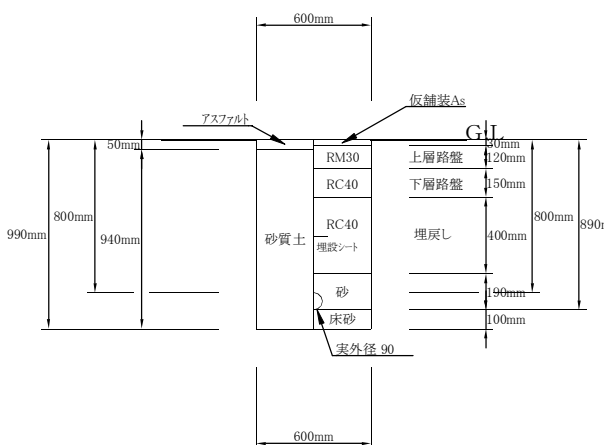 600mm
仮舗装As
アスファルト
G.L
50mm
30mm
RM30
上層路盤
120mm
RC40
下層路盤
150mm
990mm
800mm
940mm
砂質土
RC40
埋設シート
埋戻し
400mm
800mm
890m
砂
190mm
床砂
100mm
実外径 90
600mm